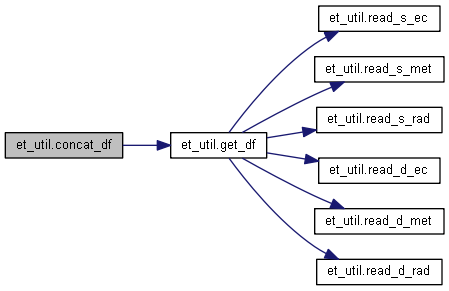 et_util.read_s_ec
et_util.read_s_met
et_util.read_s_rad
et_util.concat_df
et_util.get_df
et_util.read_d_ec
et_util.read_d_met
et_util.read_d_rad